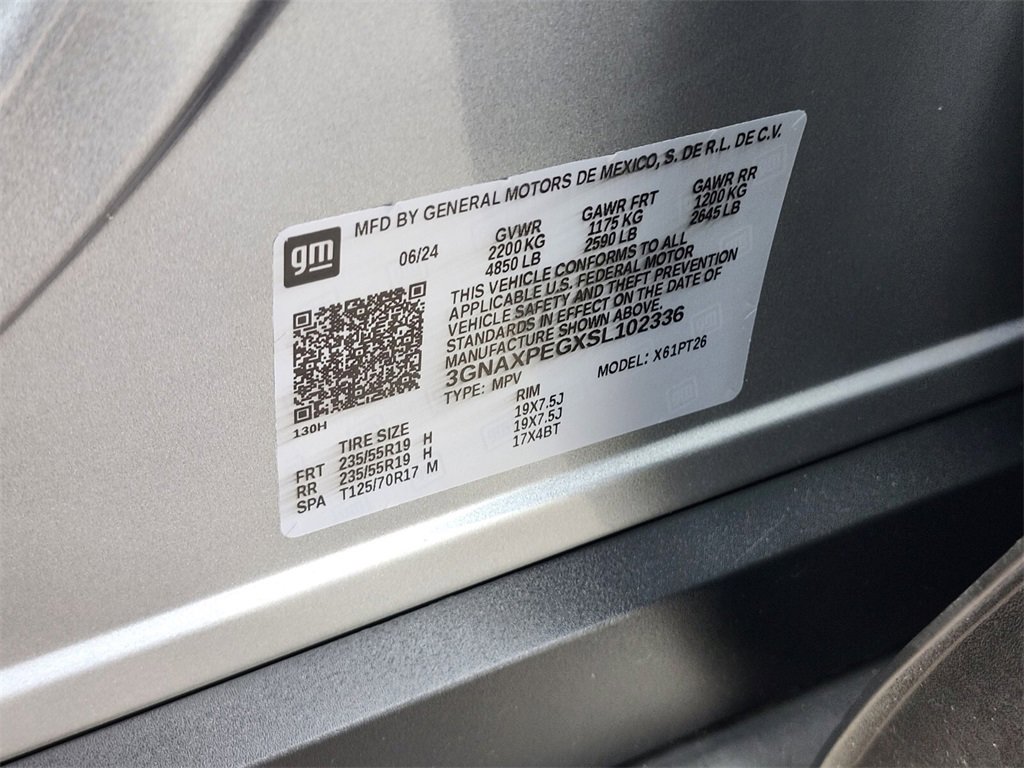 gm
MFD BY GENERAL MOTORS DE MEXICO, S. DE R.L. DE C.V.
06/24
GVWR
2200 KG
4850 LB
GAWR FRT
1175 KG
2590 LB
GAWR RR
1200 KG
2645 LB
THIS VEHICLE CONFORMS TO ALL
APPLICABLE U.S. FEDERAL MOTOR
VEHICLE SAFETY AND THEFT PREVENTION
STANDARDS IN EFFECT ON THE DATE OF
MANUFACTURE SHOWN ABOVE.
3GNAXPEGXSL102336
TYPE: MPV
MODEL: X61PT26
130H
TIRE SIZE
RIM
FRT 235/55R19 H 19X7.5J
RR 235/55R19 H 19X7.5J
SPA T125/70R17 M 17X4BT